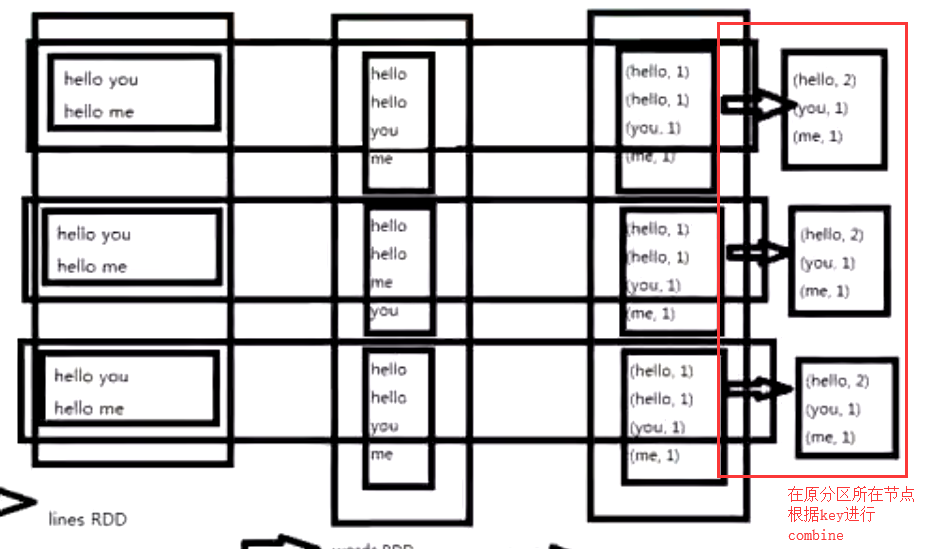 hello you
hello me
hello
hello
you
me
(hello, 1)
(hello, 1)
(you, 1)
(me, 1)
(hello, 2)
(you, 1)
(me, 1)
hello you
hello me
hello
hello
me
you
(hello, 1)
(hello, 1)
(you, 1)
(me, 1)
(hello, 2)
(you, 1)
(me, 1)
hello you
hello me
hello
hello
you
me
(hello, 1)
(hello, 1)
(you, 1)
(me, 1)
(hello, 2)
(you, 1)
(me, 1)
在原分区所在节点
根据key进行
combine
lines RDD
words RDD